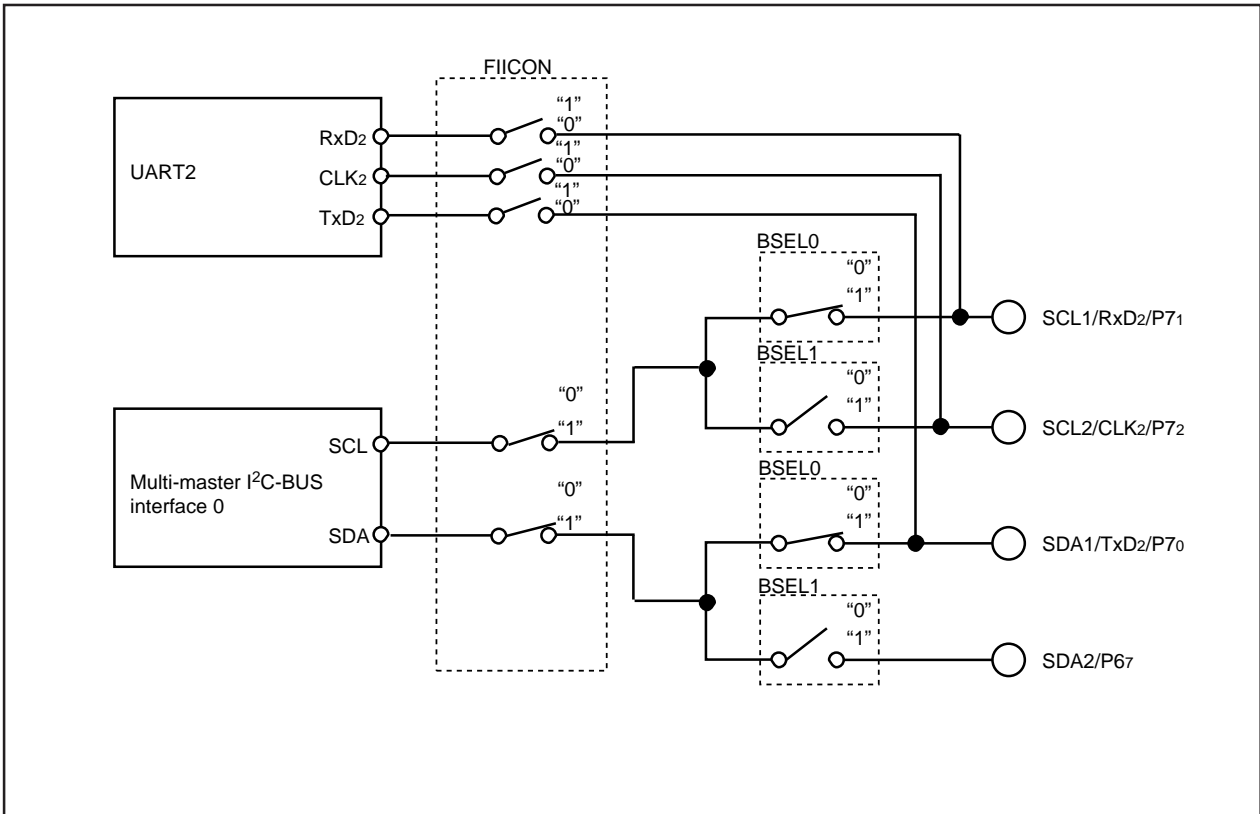 FIICON
UART2
RxD2
CLK2
TxD2
“1”
“0”
“1”
“0”
“1”
“0”
BSEL0
“0”
“1”
SCL1/RxD2/P71
BSEL1
“0”
“1”
SCL2/CLK2/P72
Multi-master I2C-BUS
interface 0
SCL
SDA
“0”
“1”
“0”
“1”
BSEL0
“0”
“1”
SDA1/TxD2/P70
BSEL1
“0”
“1”
SDA2/P67